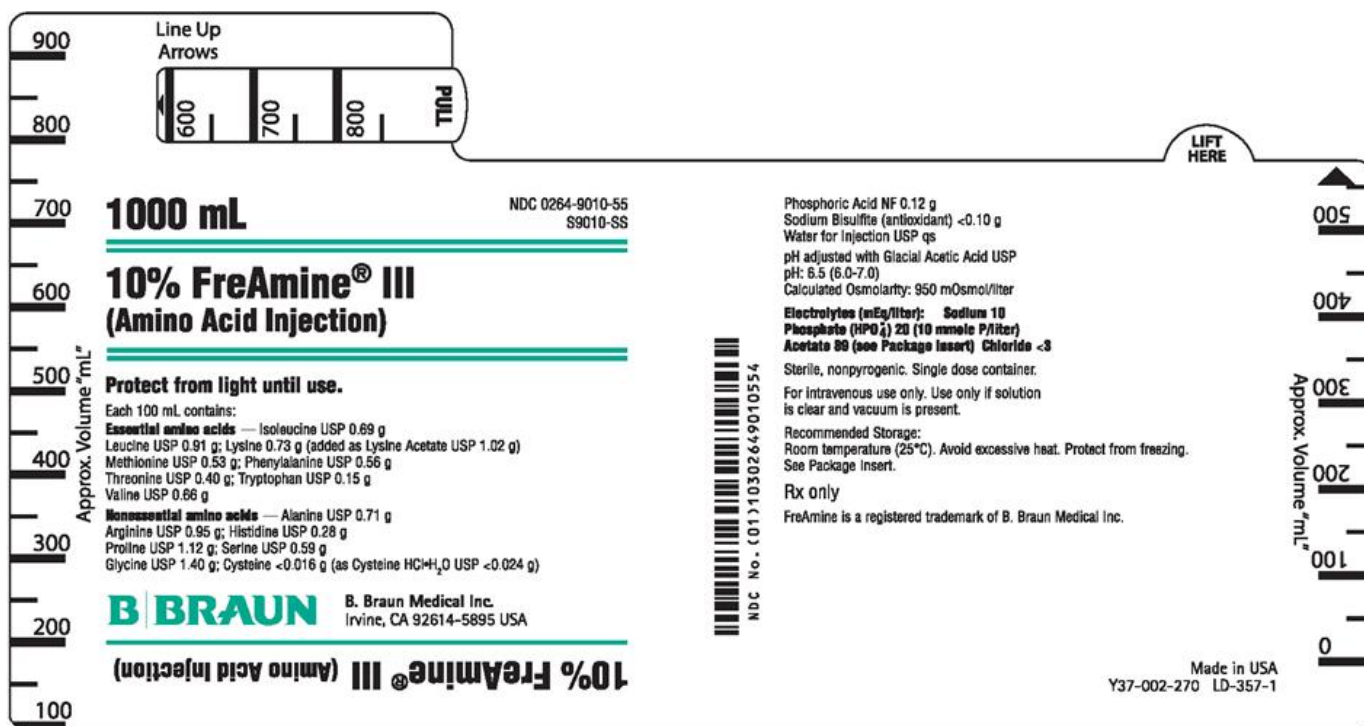 Line Up
Arrows
600
700
800
PULL
LIFT
HERE
900
800
700
600
500
400
300
200
100
Approx. Volume "mL"
1000 mL
NDC 0264-9010-55
S9010-SS
10% FreAmine® III
(Amino Acid Injection)
Protect from light until use.
Each 100 mL contains:
Essential amino acids — Isoleucine USP 0.69 g
Leucine USP 0.91 g; Lysine 0.73 g (added as Lysine Acetate USP 1.02 g)
Methionine USP 0.53 g; Phenylalanine USP 0.56 g
Threonine USP 0.40 g; Tryptophan USP 0.15 g
Valine USP 0.66 g
Nonessential amino acids — Alanine USP 0.71 g
Arginine USP 0.95 g; Histidine USP 0.28 g
Proline USP 1.12 g; Serine USP 0.59 g
Glycine USP 1.40 g; Cysteine <0.016 g (as Cysteine HCl•H₂O USP <0.024 g)
B|BRAUN
B. Braun Medical Inc.
Irvine, CA 92614-5895 USA
10% FreAmine® III (Amino Acid Injection)
NDC No. (01)10302649010554
Phosphoric Acid NF 0.12 g
Sodium Bisulfite (antioxidant) <0.10 g
Water for Injection USP qs
pH adjusted with Glacial Acetic Acid USP
pH: 6.5 (6.0-7.0)
Calculated Osmolarity: 950 mOsmol/liter
Electrolytes (mEq/liter): Sodium 10
Phosphate (HPO₄⁼) 20 (10 mmole P/liter)
Acetate 89 (see Package Insert) Chloride <3
Sterile, nonpyrogenic. Single dose container.
For intravenous use only. Use only if solution
is clear and vacuum is present.
Recommended Storage:
Room temperature (25°C). Avoid excessive heat. Protect from freezing.
See Package Insert.
Rx only
FreAmine is a registered trademark of B. Braun Medical Inc.
500
400
300
200
100
0
Approx. Volume "mL"
Made in USA
Y37-002-270 LD-357-1